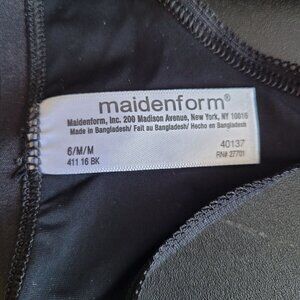 maidenform®
Maidenform, Inc. 200 Madison Avenue, New York, NY 10016
Made in Bangladesh/ Fait au Bangladesh/ Hecho en Bangladesh
6/M/M 40137
411 16 BK RN# 27701